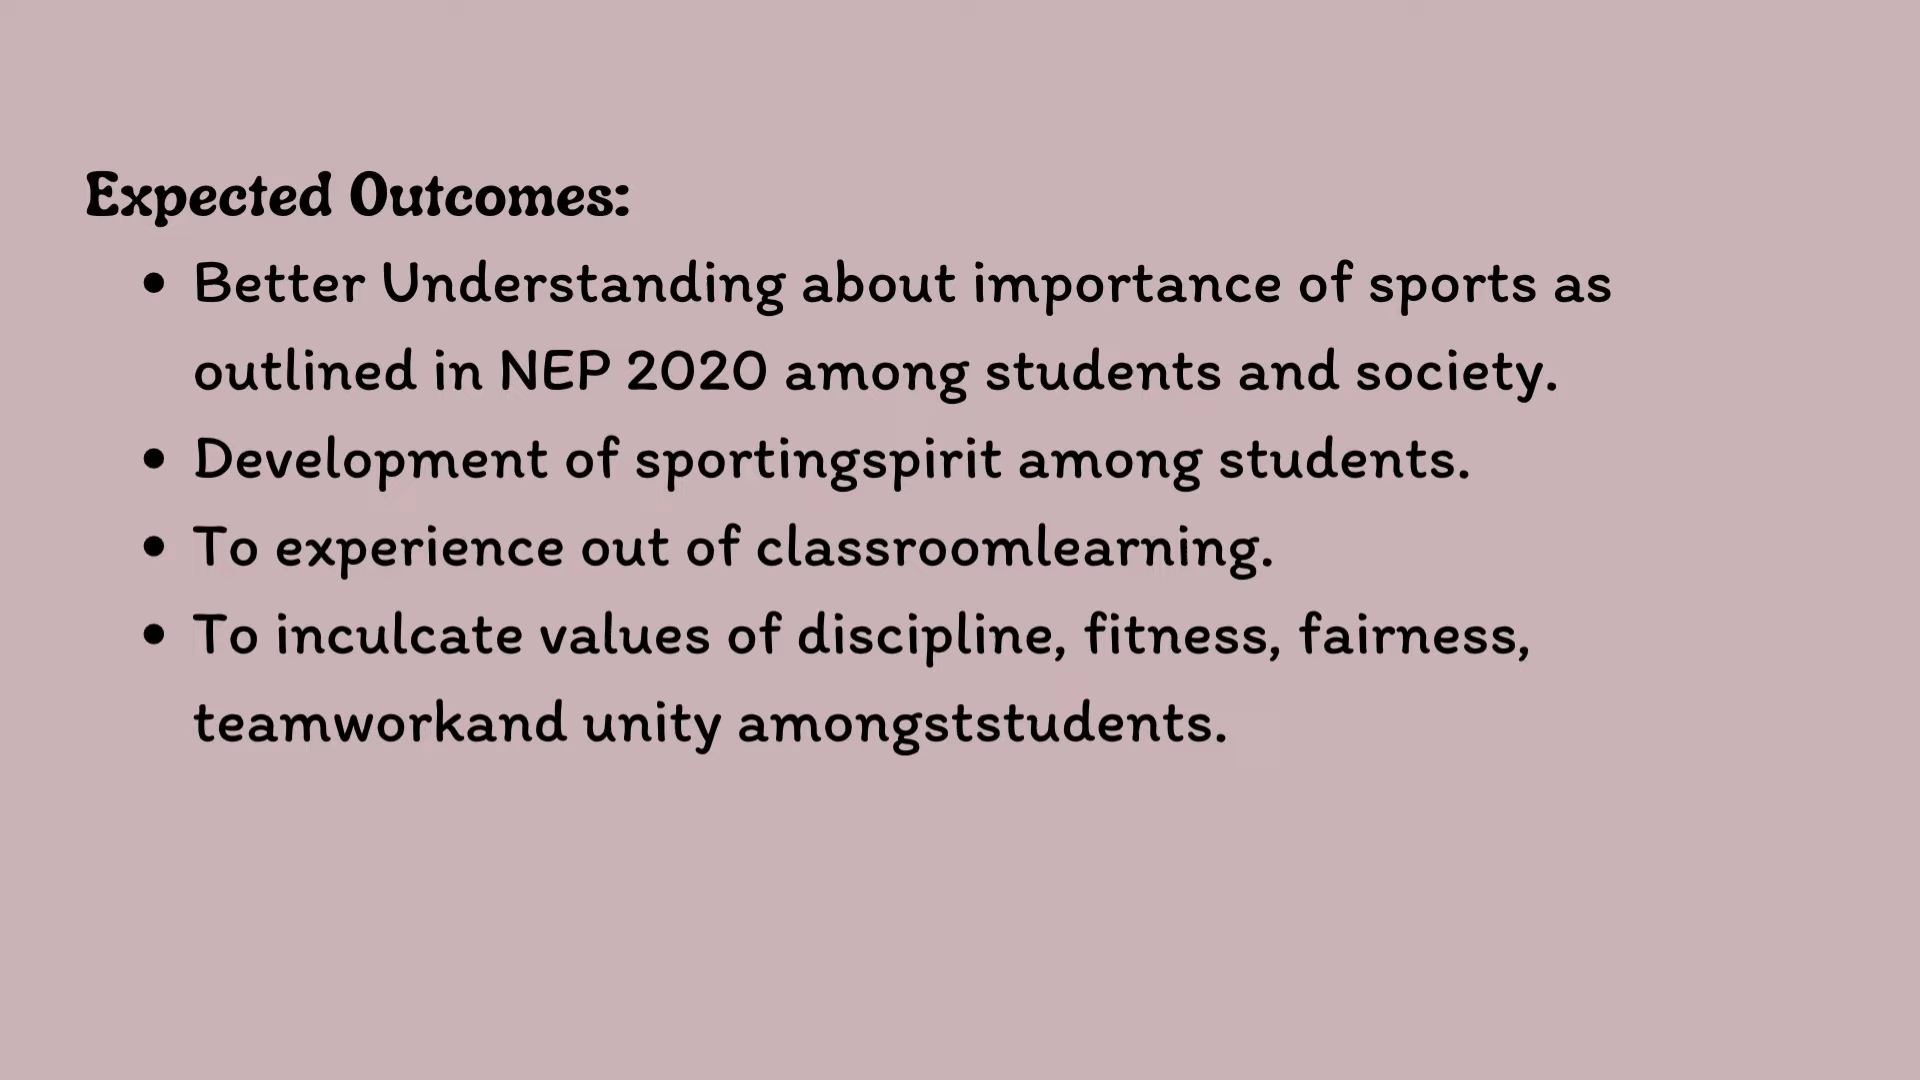 Expected Outcomes:
• Better Understanding about importance of sports as
outlined in NEP 2020 among students and society.
• Development of sportingspirit among students.
• To experience out of classroomlearning.
• To inculcate values of discipline, fitness, fairness,
teamworkand unity amongststudents.